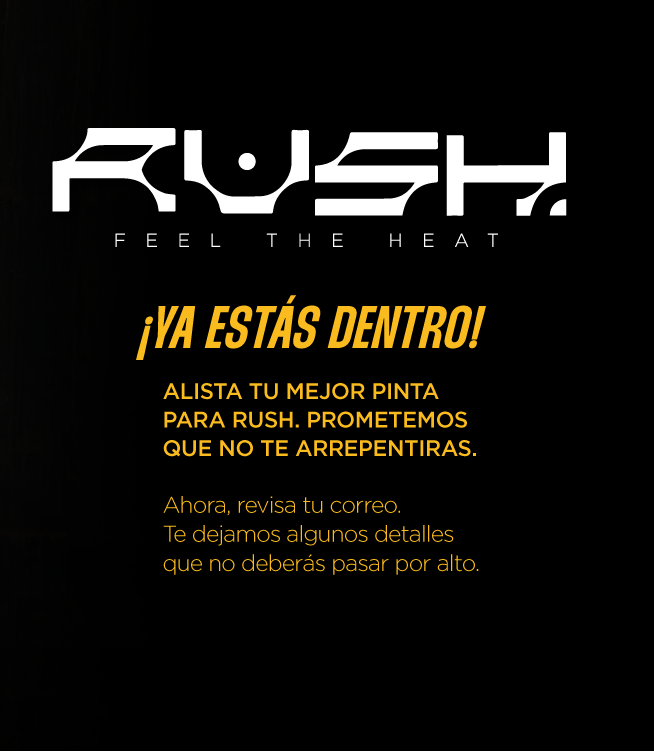 RUSH.
FEEL THE HEAT
¡YA ESTÁS DENTRO!
ALISTA TU MEJOR PINTA
PARA RUSH. PROMETEMOS
QUE NO TE ARREPENTIRAS.
Ahora, revisa tu correo.
Te dejamos algunos detalles
que no deberás pasar por alto.